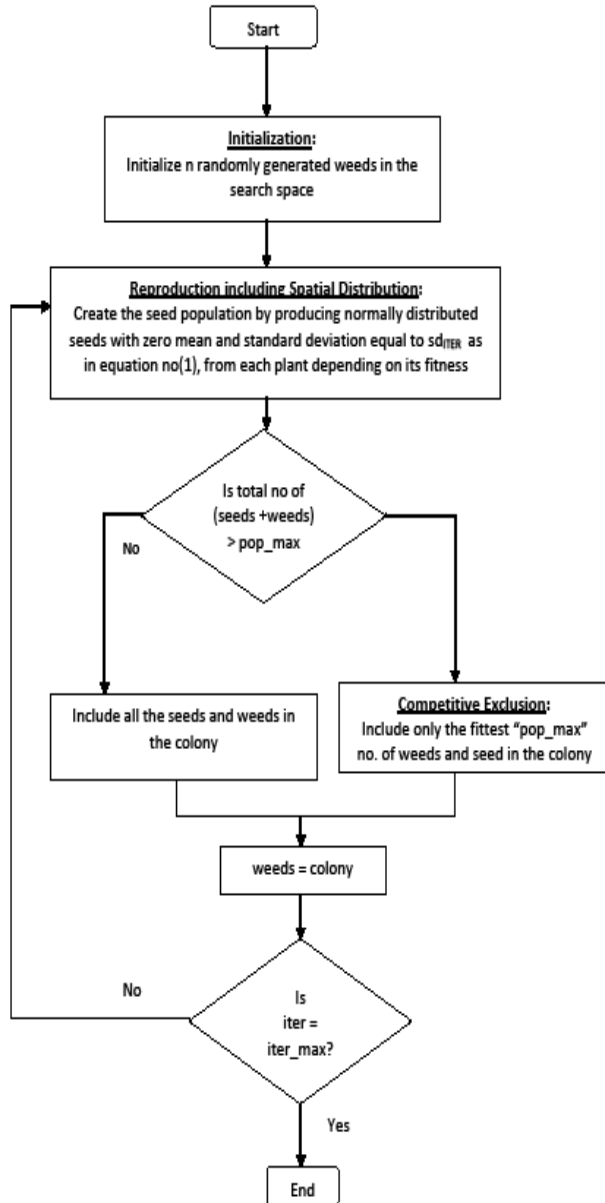 Start
Initialization:
Initialize n randomly generated weeds in the
search space
Reproduction including Spatial Distribution:
Create the seed population by producing normally distributed
seeds with zero mean and standard deviation equal to sdITER as
in equation no(1), from each plant depending on its fitness
Is total no of
(seeds +weeds)
> pop_max
No
Include all the seeds and weeds in
the colony
Competitive Exclusion:
Include only the fittest “pop_max”
no. of weeds and seed in the colony
weeds = colony
No
Is
iter =
iter_max?
Yes
End